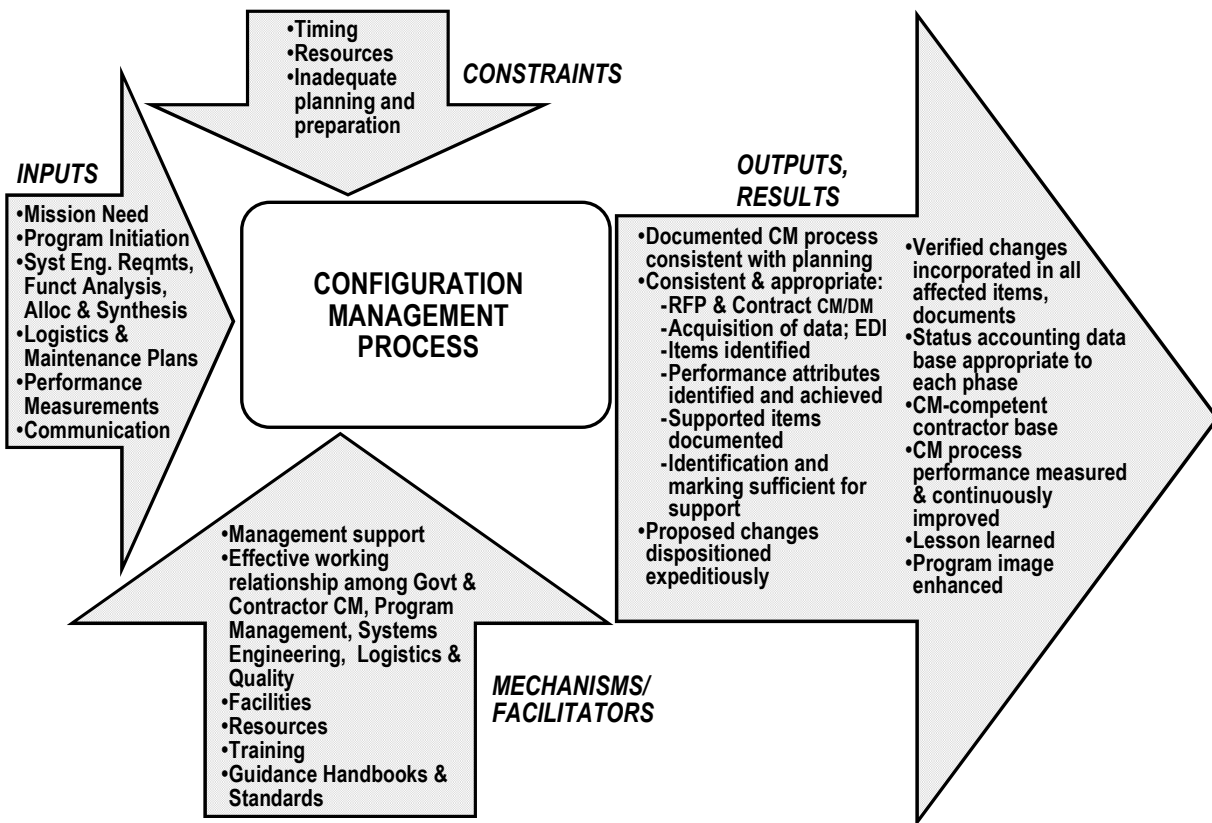 •Timing
•Resources
•Inadequate
planning and
preparation
CONSTRAINTS
INPUTS
•Mission Need
•Program Initiation
•Syst Eng. Reqmts,
Funct Analysis,
Alloc & Synthesis
•Logistics &
Maintenance Plans
•Performance
Measurements
•Communication
CONFIGURATION
MANAGEMENT
PROCESS
OUTPUTS,
RESULTS
•Documented CM process
consistent with planning
•Consistent & appropriate:
-RFP & Contract CM/DM
-Acquisition of data; EDI
-Items identified
-Performance attributes
identified and achieved
-Supported items
documented
-Identification and
marking sufficient for
support
•Proposed changes
dispositioned
expeditiously
•Verified changes
incorporated in all
affected items,
documents
•Status accounting data
base appropriate to
each phase
•CM-competent
contractor base
•CM process
performance measured
& continuously
improved
•Lesson learned
•Program image
enhanced
•Management support
•Effective working
relationship among Govt &
Contractor CM, Program
Management, Systems
Engineering, Logistics &
Quality
•Facilities
•Resources
•Training
•Guidance Handbooks &
Standards
MECHANISMS/
FACILITATORS